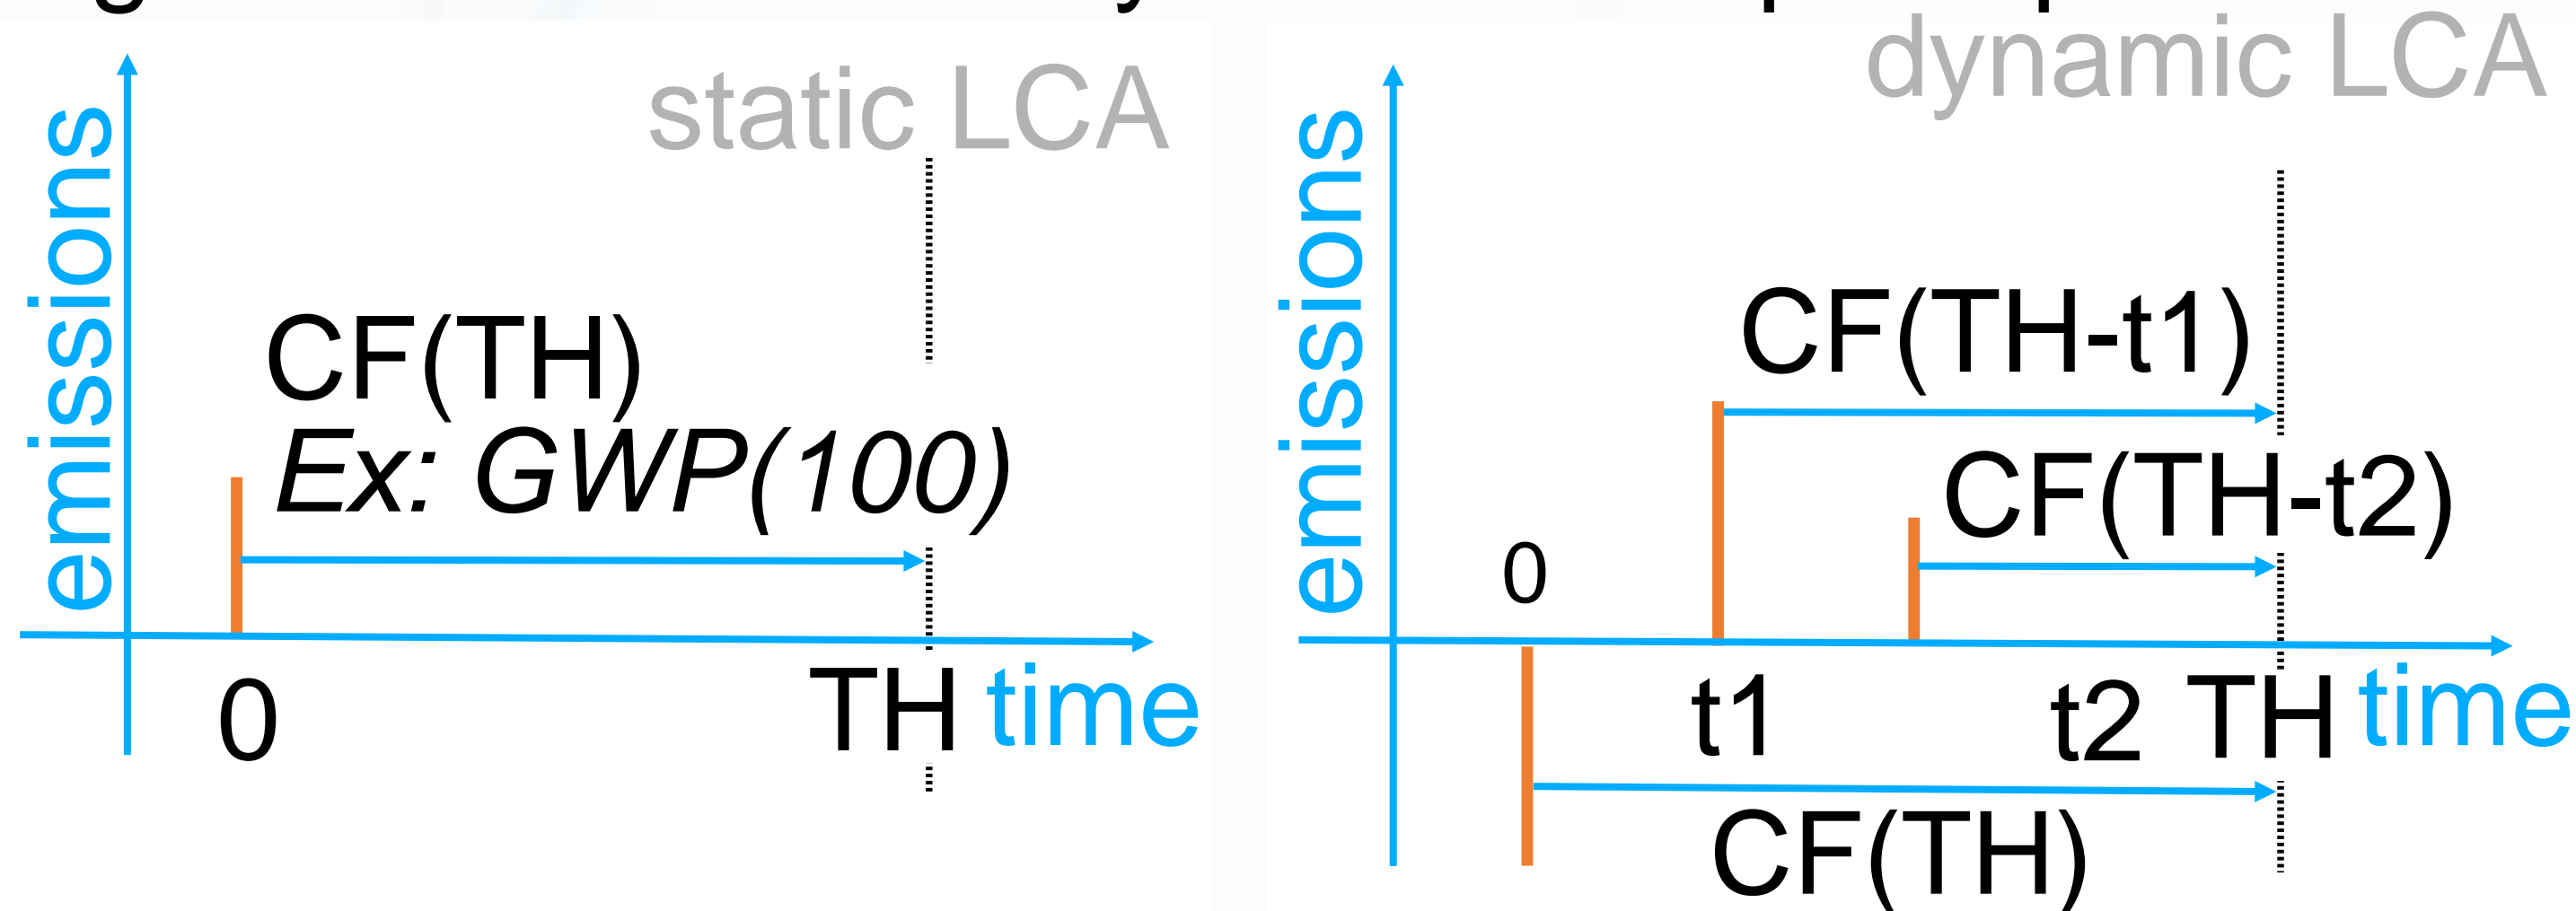 static LCA
emissions
CF(TH)
Ex: GWP(100)
0
TH
time
dynamic LCA
emissions
CF(TH-t1)
CF(TH-t2)
0
t1
t2
TH
time
CF(TH)